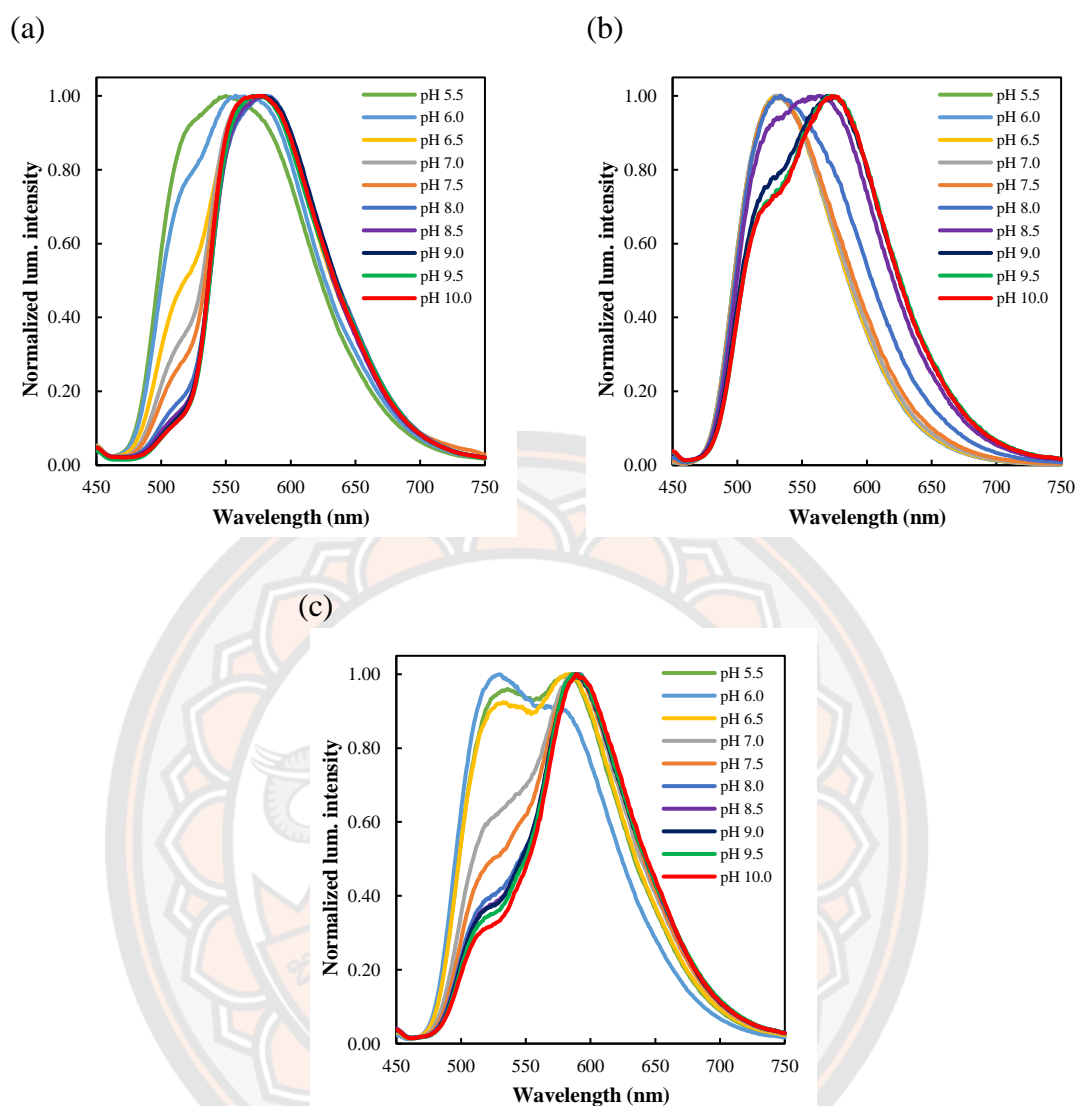 (a)
(b)
1.00
0.80
0.60
0.40
0.20
0.00
450 500 550 600 650 700 750
Normalized lum. intensity
Wavelength (nm)
pH 5.5
pH 6.0
pH 6.5
pH 7.0
pH 7.5
pH 8.0
pH 8.5
pH 9.0
pH 9.5
pH 10.0
1.00
0.80
0.60
0.40
0.20
0.00
450 500 550 600 650 700 750
Normalized lum. intensity
Wavelength (nm)
pH 5.5
pH 6.0
pH 6.5
pH 7.0
pH 7.5
pH 8.0
pH 8.5
pH 9.0
pH 9.5
pH 10.0
(c)
1.00
0.80
0.60
0.40
0.20
0.00
450 500 550 600 650 700 750
Normalized lum. intensity
Wavelength (nm)
pH 5.5
pH 6.0
pH 6.5
pH 7.0
pH 7.5
pH 8.0
pH 8.5
pH 9.0
pH 9.5
pH 10.0